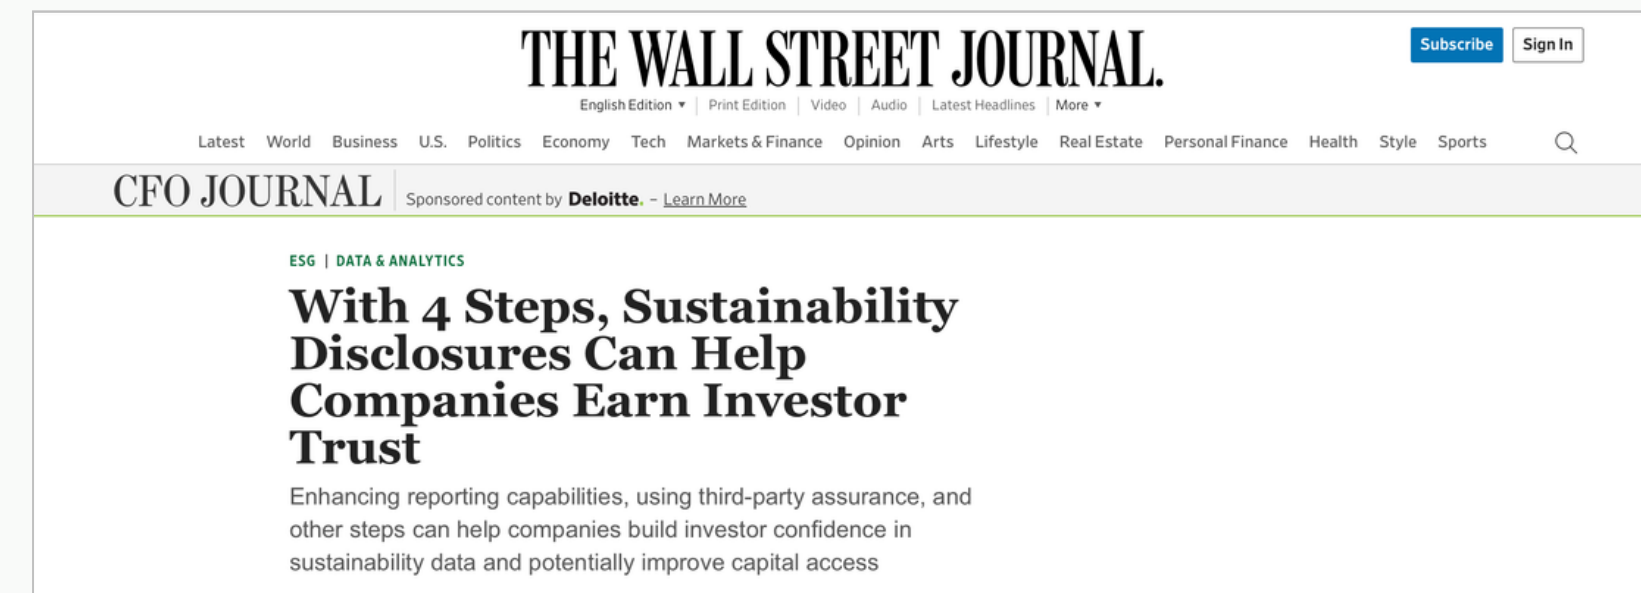 THE WALL STREET JOURNAL.
Subscribe
Sign In
English Edition ▼ | Print Edition | Video | Audio | Latest Headlines | More ▼
Latest World Business U.S. Politics Economy Tech Markets & Finance Opinion Arts Lifestyle Real Estate Personal Finance Health Style Sports
CFO JOURNAL | Sponsored content by Deloitte. – Learn More
ESG | DATA & ANALYTICS
With 4 Steps, Sustainability
Disclosures Can Help
Companies Earn Investor
Trust
Enhancing reporting capabilities, using third-party assurance, and
other steps can help companies build investor confidence in
sustainability data and potentially improve capital access